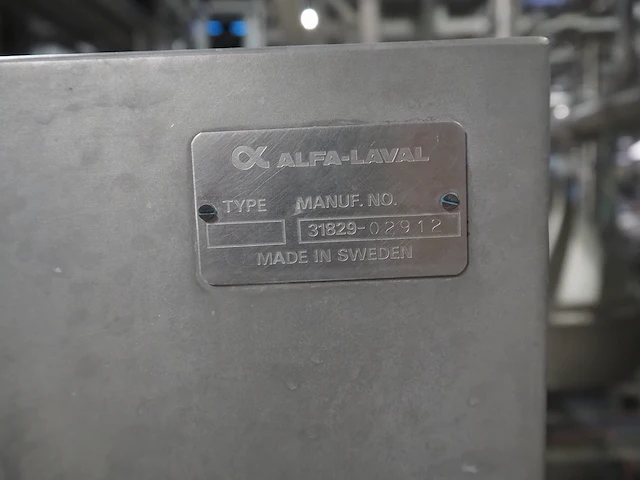 ALFA-LAVAL
TYPE MANUF. NO.
31829-02912
MADE IN SWEDEN